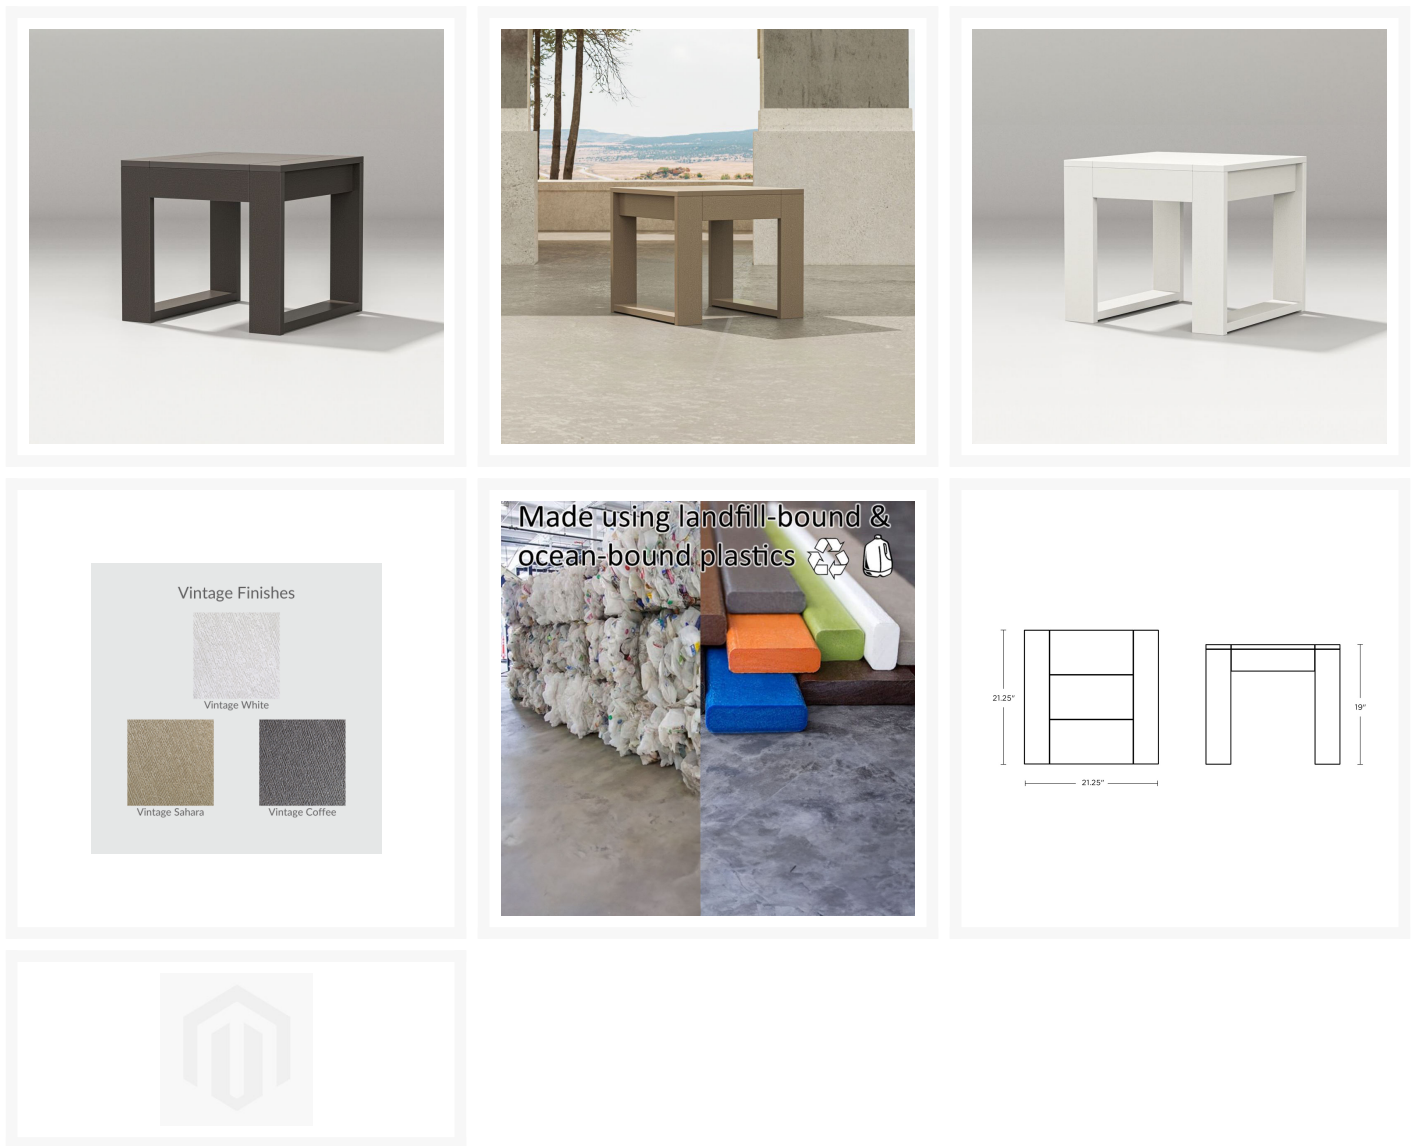 Vintage Finishes
Vintage White
Vintage Sahara
Vintage Coffee
Made using landfill-bound &
ocean-bound plastics
21.25"
21.25"
19"